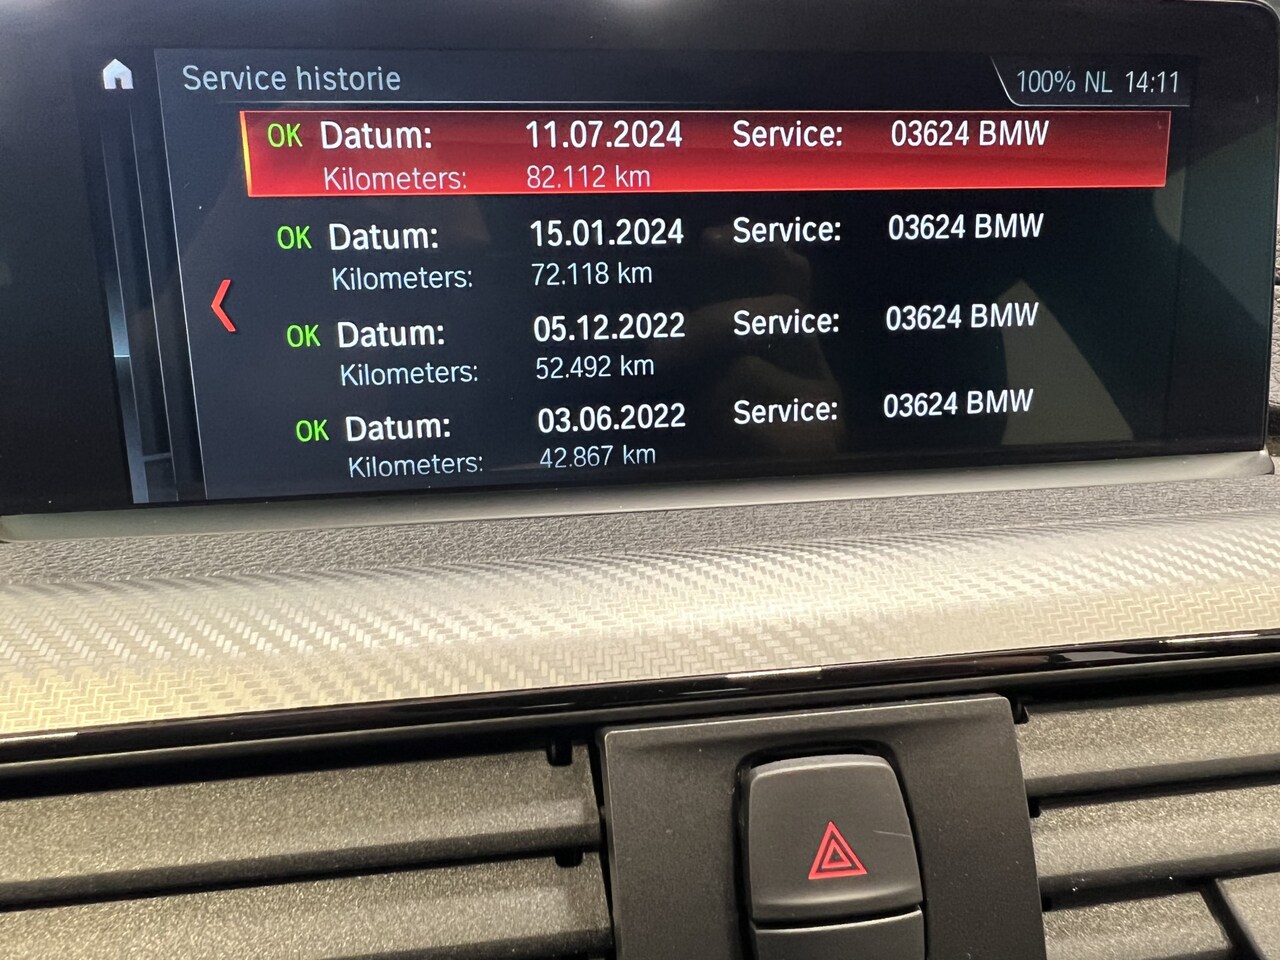 Service historie
100% NL 14:11
OK Datum: 11.07.2024 Service: 03624 BMW
Kilometers: 82.112 km
OK Datum: 15.01.2024 Service: 03624 BMW
Kilometers: 72.118 km
OK Datum: 05.12.2022 Service: 03624 BMW
Kilometers: 52.492 km
OK Datum: 03.06.2022 Service: 03624 BMW
Kilometers: 42.867 km